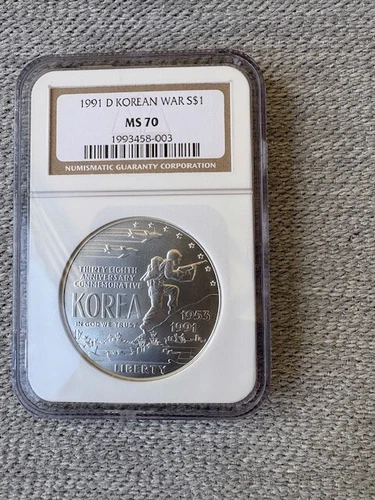 1991 D KOREAN WAR S$1
MS 70
1993458-003
NUMISMATIC GUARANTY CORPORATION
THIRTY EIGHTH
ANNIVERSARY
COMMEMORATIVE
KOREA
IN GOD WE TRUST
1953
1991
LIBERTY